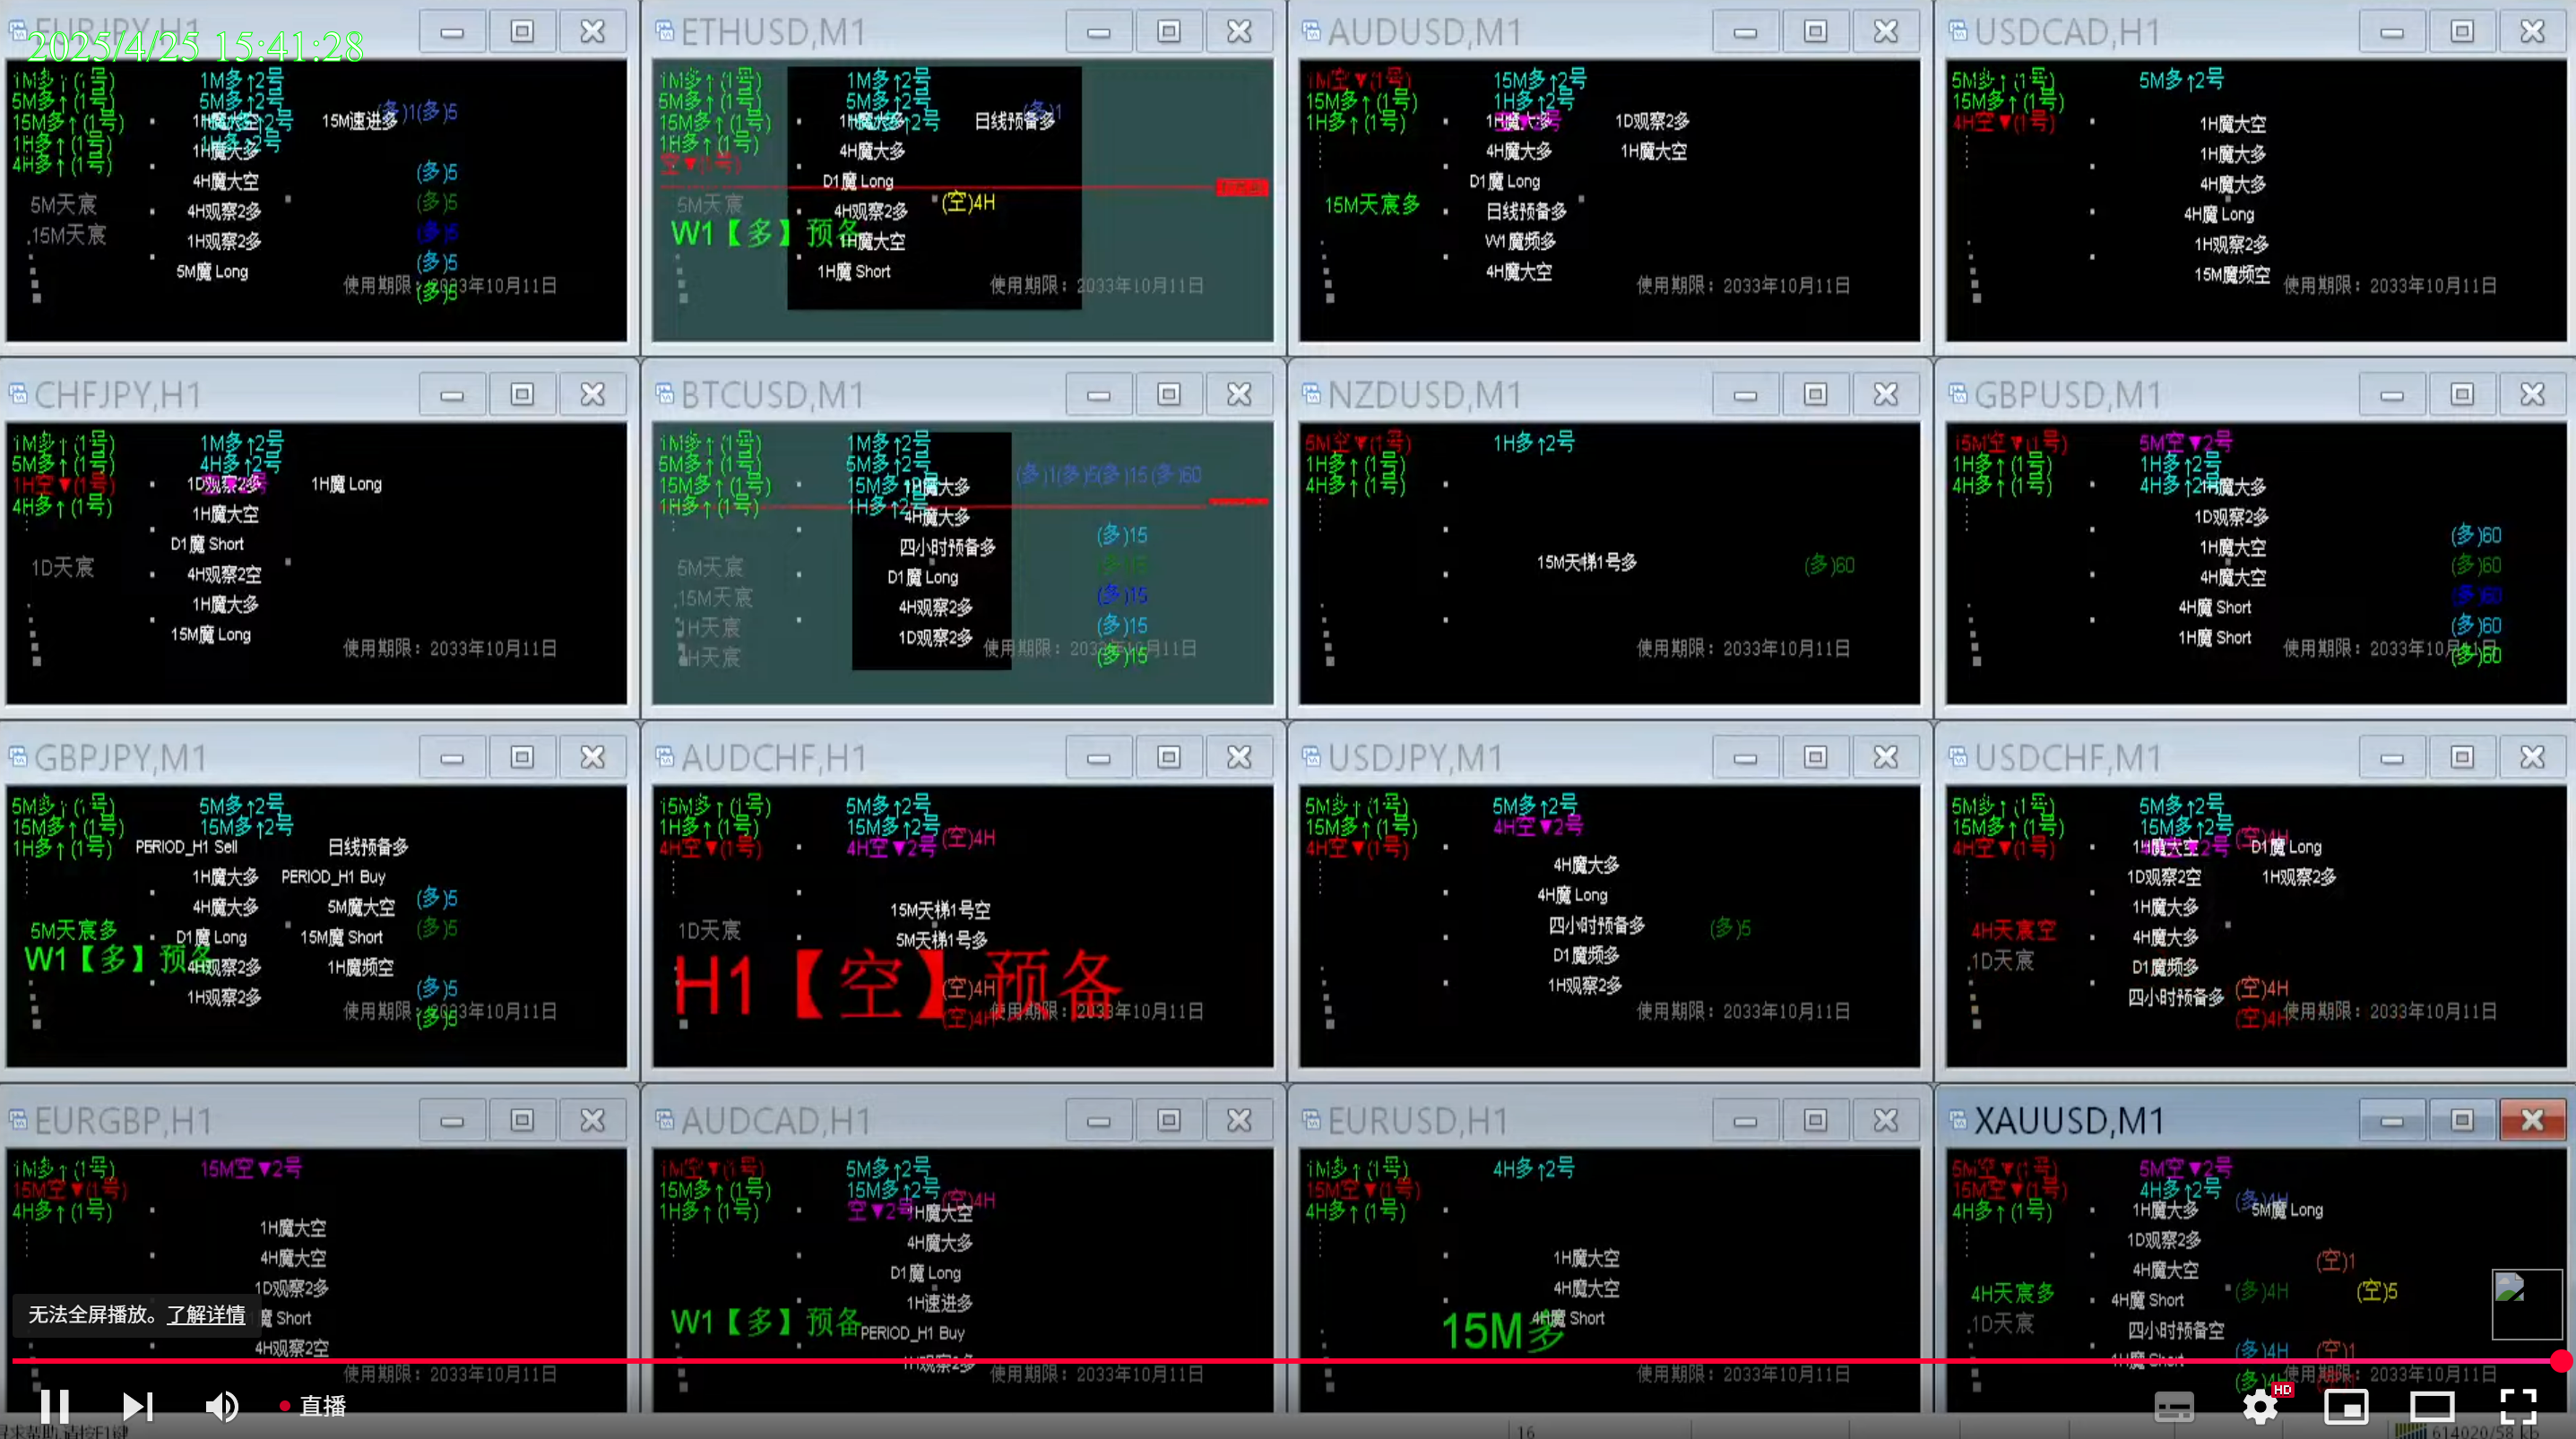 EURJPY,H1
2025/4/25 15:41:28
1M多↑(1号)
5M多↑(1号)
15M多↑(1号)
1H多↑(1号)
4H多↑(1号)
1M多↑2号
5M多↑2号
1H魔大空
15M速进多
(多)1(多)5
1H魔大多
4H魔大空
4H观察2多
1H观察2多
5M魔 Long
5M天宸
15M天宸
(多)5
(多)5
(多)5
(多)5
(多)5
使用期限：2033年10月11日
ETHUSD,M1
1M多↑(1号)
5M多↑(1号)
15M多↑(1号)
1H多↑(1号)
空▼(1号)
1M多↑2号
5M多↑2号
1H魔大多
日线预备多
(多)1
4H魔大多
D1魔 Long
4H观察2多
(空)4H
5M天宸
W1【多】预备
1H魔大空
1H魔 Short
使用期限：2033年10月11日
AUDUSD,M1
1M空▼(1号)
15M多↑(1号)
1H多↑(1号)
15M多↑2号
1H多↑2号
1H魔大多
1D观察2多
4H魔大多
1H魔大空
D1魔 Long
15M天宸多
日线预备多
W1魔频多
4H魔大空
使用期限：2033年10月11日
USDCAD,H1
5M多↑(1号)
15M多↑(1号)
4H空▼(1号)
5M多↑2号
1H魔大空
1H魔大多
4H魔大多
4H魔 Long
1H观察2多
15M魔频空
使用期限：2033年10月11日
CHFJPY,H1
1M多↑(1号)
5M多↑(1号)
1H空▼(1号)
4H多↑(1号)
1M多↑2号
4H多↑2号
1D观察2多
1H魔 Long
1H魔大空
D1魔 Short
1D天宸
4H观察2空
1H魔大多
15M魔 Long
使用期限：2033年10月11日
BTCUSD,M1
1M多↑(1号)
5M多↑(1号)
15M多↑(1号)
1H多↑(1号)
1M多↑2号
5M多↑2号
15M多↑2号
1H多↑2号
(多)1(多)5(多)15 (多)60
1H魔大多
4H魔大多
四小时预备多
D1魔 Long
4H观察2多
1D观察2多
5M天宸
15M天宸
1H天宸
(多)15
(多)15
(多)15
(多)15
(多)15
使用期限：2033年10月11日
NZDUSD,M1
5M空▼(1号)
1H多↑(1号)
4H多↑(1号)
1H多↑2号
15M天梯1号多
(多)60
使用期限：2033年10月11日
GBPUSD,M1
15M空▼(1号)
1H多↑(1号)
4H多↑(1号)
5M空▼2号
1H多↑2号
4H多↑2号
1H魔大多
1D观察2多
1H魔大空
4H魔大空
4H魔 Short
1H魔 Short
(多)60
(多)60
(多)60
(多)60
(多)60
使用期限：2033年10月11日
GBPJPY,M1
5M多↑(1号)
15M多↑(1号)
1H多↑(1号)
5M多↑2号
15M多↑2号
PERIOD_H1 Sell
日线预备多
1H魔大多
PERIOD_H1 Buy
4H魔大多
5M魔大空
D1魔 Long
15M魔 Short
5M天宸多
W1【多】预备
4H观察2多
1H魔频空
1H观察2多
(多)5
(多)5
(多)5
(多)5
使用期限：2033年10月11日
AUDCHF,H1
15M多↑(1号)
1H多↑(1号)
4H空▼(1号)
5M多↑2号
15M多↑2号
4H空▼2号
(空)4H
15M天梯1号空
5M天梯1号多
1D天宸
H1【空】预备
(空)4H
(空)4H
使用期限：2033年10月11日
USDJPY,M1
5M多↑(1号)
15M多↑(1号)
4H空▼(1号)
5M多↑2号
4H空▼2号
4H魔大多
4H魔 Long
四小时预备多
(多)5
D1魔频多
1H观察2多
使用期限：2033年10月11日
USDCHF,M1
5M多↑(1号)
15M多↑(1号)
4H空▼(1号)
5M多↑2号
15M多↑2号
4H空▼2号
(空)4H
1H魔大空
D1魔 Long
1D观察2空
1H观察2多
1H魔大多
4H魔大多
4H天宸空
1D天宸
D1魔频多
四小时预备多
(空)4H
(空)4H
使用期限：2033年10月11日
EURGBP,H1
1M多↑(1号)
15M空▼(1号)
4H多↑(1号)
15M空▼2号
1H魔大空
4H魔大空
1D观察2多
魔 Short
4H观察2空
使用期限：2033年10月11日
AUDCAD,H1
1M空▼(1号)
15M多↑(1号)
1H多↑(1号)
5M多↑2号
15M多↑2号
空▼2号
(空)4H
1H魔大空
4H魔大多
D1魔 Long
1H速进多
W1【多】预备
PERIOD_H1 Buy
1H观察2多
使用期限：2033年10月11日
EURUSD,H1
1M多↑(1号)
15M空▼(1号)
4H多↑(1号)
4H多↑2号
1H魔大空
4H魔大空
4H魔 Short
15M多
使用期限：2033年10月11日
XAUUSD,M1
5M空▼(1号)
15M空▼(1号)
4H多↑(1号)
5M空▼2号
4H多↑2号
(多)4H
1H魔大多
5M魔 Long
1D观察2多
4H魔大空
(空)1
4H天宸多
(多)4H
(空)5
4H魔 Short
1D天宸
四小时预备空
(多)4H
(空)1
1H魔 Short
使用期限：2033年10月11日
无法全屏播放。了解详情
直播
HD
寻求帮助,请按F1键
16
614020/58 kb